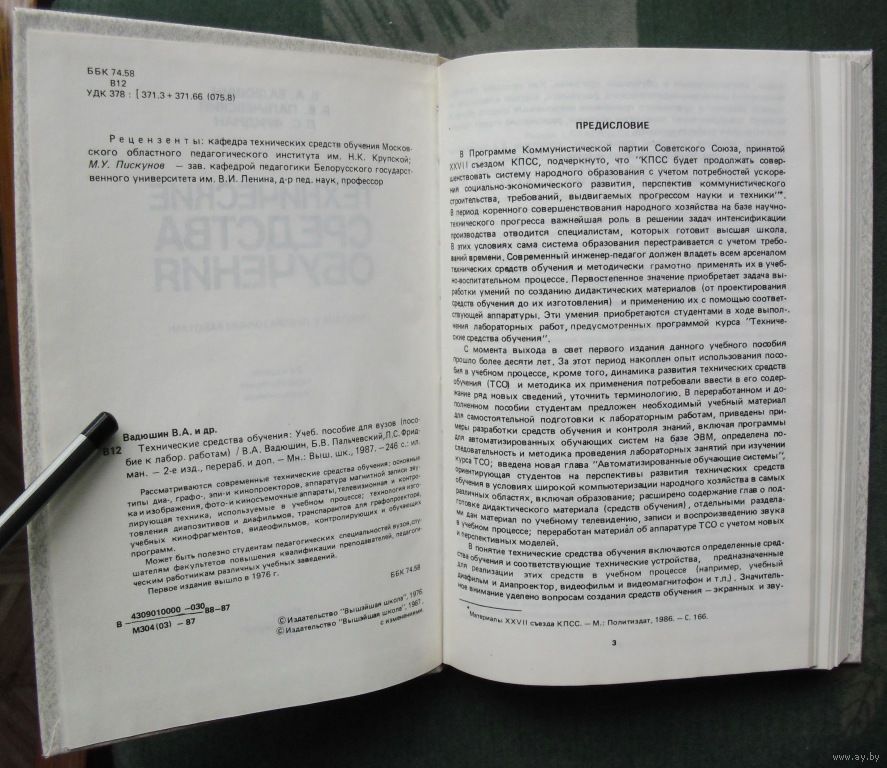 ББК 74.58
В12
УДК 378 : [ 371.3 + 371.66 (075.8)
Рецензенты: кафедра технических средств обучения Москов-
ского областного педагогического института им. Н.К. Крупской;
М.У. Пискунов — зав. кафедрой педагогики Белорусского государст-
венного университета им. В.И. Ленина, д-р пед. наук, профессор
Вадюшин В.А. и др.
В12 Технические средства обучения: Учеб. пособие для вузов (посо-
бие к лабор. работам) / В.А. Вадюшин, Б.В. Пальчевский, Л.С. Фрид-
ман. — 2-е изд., перераб. и доп. — Мн.: Выш. шк., 1987. —246 с.: ил.
Рассматриваются современные технические средства обучения: основные
типы диа-, графо-, эпи- и кинопроекторов, аппаратура магнитной записи зву-
ка и изображения, фото- и киносъемочные аппараты, телевизионная и контро-
лирующая техника, используемые в учебном процессе; технология изго-
товления диапозитивов и диафильмов, транспарантов для графопроектора,
учебных кинофрагментов, видеофильмов, контролирующих и обучающих
программ.
Может быть полезно студентам педагогических специальностей вузов, слу-
шателям факультетов повышения квалификации преподавателей, педагоги-
ческим работникам различных учебных заведений.
Первое издание вышло в 1976 г.
В 4309010000 —030 88—87
М304(03) — 87
ББК 74.58
© Издательство "Вышэйшая школа", 1976.
© Издательство "Вышэйшая школа", 1987,
с изменениями.
ПРЕДИСЛОВИЕ
В Программе Коммунистической партии Советского Союза, принятой
XXVII съездом КПСС, подчеркнуто, что "КПСС будет продолжать совер-
шенствовать систему народного образования с учетом потребностей ускоре-
ния социально-экономического развития, перспектив коммунистического
строительства, требований, выдвигаемых прогрессом науки и техники"*.
В период коренного совершенствования народного хозяйства на базе научно-
технического прогресса важнейшая роль в решении задач интенсификации
производства отводится специалистам, которых готовит высшая школа.
В этих условиях сама система образования перестраивается с учетом требо-
ваний времени. Современный инженер-педагог должен владеть всем арсеналом
технических средств обучения и методически грамотно применять их в учеб-
но-воспитательном процессе. Первостепенное значение приобретает задача вы-
работки умений по созданию дидактических материалов (от проектирования
средств обучения до их изготовления) и применению их с помощью соответ-
ствующей аппаратуры. Эти умения приобретаются студентами в ходе выпол-
нения лабораторных работ, предусмотренных программой курса "Техниче-
ские средства обучения".
С момента выхода в свет первого издания данного учебного пособия
прошло более десяти лет. За этот период накоплен опыт использования посо-
бия в учебном процессе, кроме того, динамика развития технических средств
обучения (ТСО) и методика их применения потребовали ввести в его содер-
жание ряд новых сведений, уточнить терминологию. В переработанном и до-
полненном пособии студентам предложен необходимый учебный материал
для самостоятельной подготовки к лабораторным работам, приведены при-
меры разработки средств обучения и контроля знаний, включая программы
для автоматизированных обучающих систем на базе ЭВМ, определена по-
следовательность и методика проведения лабораторных занятий при изучении
курса ТСО; введена новая глава "Автоматизированные обучающие системы",
ориентирующая студентов на перспективы развития технических средств
обучения в условиях широкой компьютеризации народного хозяйства в самых
различных областях, включая образование; расширено содержание глав о под-
готовке дидактического материала (средств обучения), отдельными раздела-
ми дан материал по учебному телевидению, записи и воспроизведению звука
в учебном процессе; переработан материал об аппаратуре ТСО с учетом новых
и перспективных моделей.
В понятие технические средства обучения включаются определенные сред-
ства обучения и соответствующие технические устройства, предназначенные
для реализации этих средств в учебном процессе (например, учебный
диафильм и диапроектор, видеофильм и видеомагнитофон и т.п.). Значитель-
ное внимание уделено вопросам создания средств обучения — экранных и зву-
* Материалы XXVII съезда КПСС. — М.: Политиздат, 1986. — С. 166.
3
www.ay.by